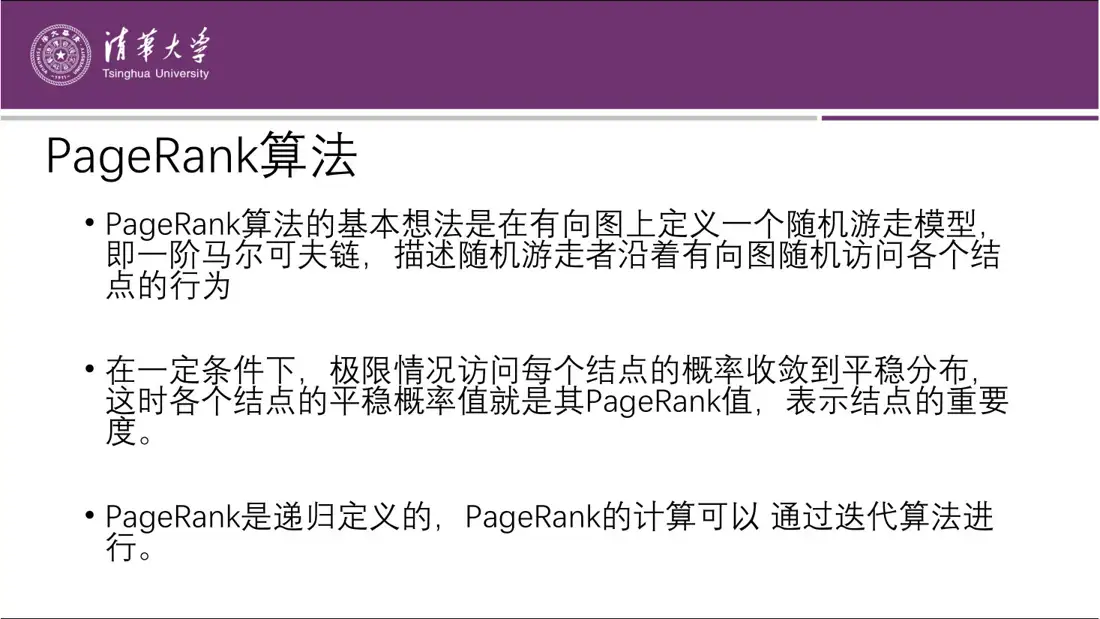 清华大学
Tsinghua University
PageRank算法
• PageRank算法的基本想法是在有向图上定义一个随机游走模型，
即一阶马尔可夫链，描述随机游走者沿着有向图随机访问各个结
点的行为
• 在一定条件下，极限情况访问每个结点的概率收敛到平稳分布，
这时各个结点的平稳概率值就是其PageRank值，表示结点的重要
度。
• PageRank是递归定义的，PageRank的计算可以 通过迭代算法进
行。